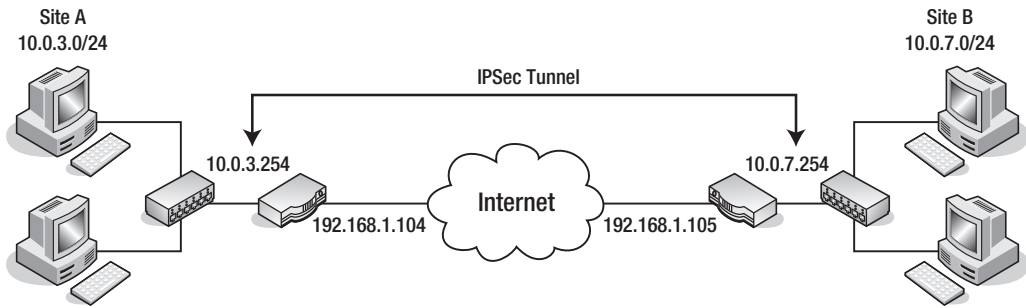 Site A
10.0.3.0/24
Site B
10.0.7.0/24
IPSec Tunnel
10.0.3.254
10.0.7.254
Internet
192.168.1.104
192.168.1.105